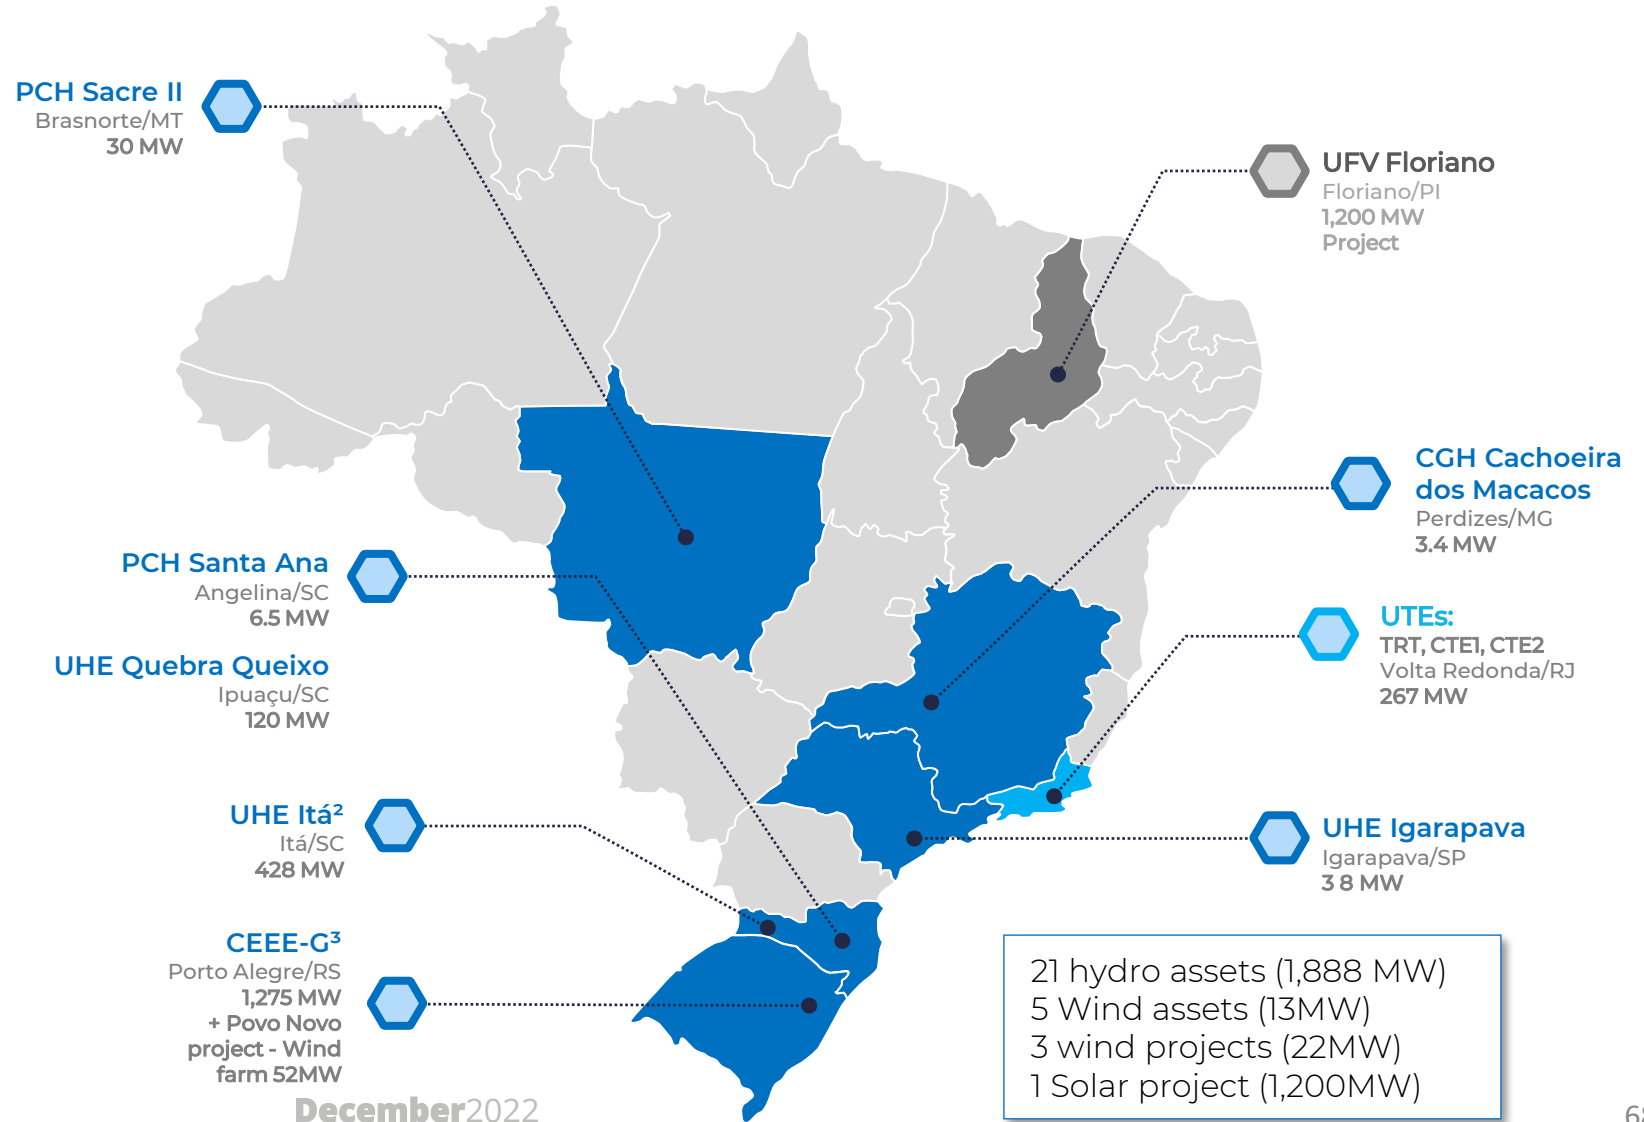 PCH Sacre II
Brasnorte/MT
30 MW
UFV Floriano
Floriano/PI
1,200 MW
Project
CGH Cachoeira
dos Macacos
Perdizes/MG
3.4 MW
PCH Santa Ana
Angelina/SC
6.5 MW
UHE Quebra Queixo
Ipuaçu/SC
120 MW
UTEs:
TRT, CTE1, CTE2
Volta Redonda/RJ
267 MW
UHE Itá²
Itá/SC
428 MW
UHE Igarapava
Igarapava/SP
3 8 MW
CEEE-G³
Porto Alegre/RS
1,275 MW
+ Povo Novo
project - Wind
farm 52MW
21 hydro assets (1,888 MW)
5 Wind assets (13MW)
3 wind projects (22MW)
1 Solar project (1,200MW)
December2022